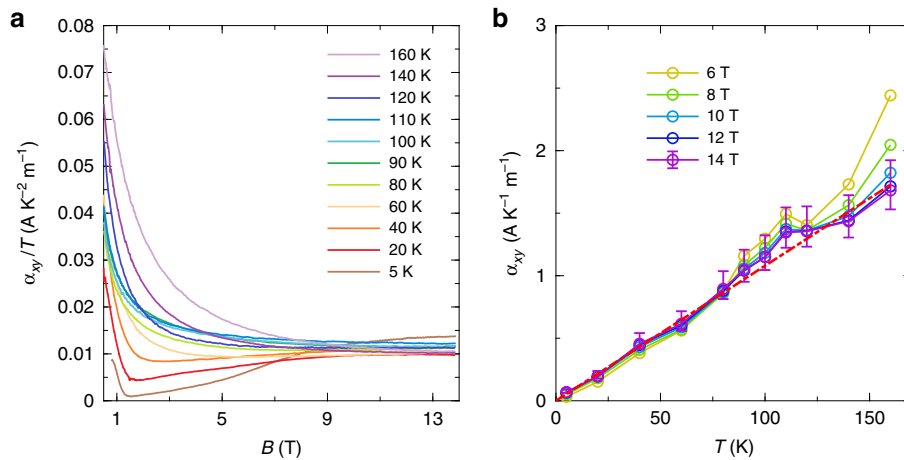 a
0.08
0.07
0.06
0.05
0.04
0.03
0.02
0.01
0
αxy/T (A K−2 m−1)
1
5
9
13
B (T)
160 K
140 K
120 K
110 K
100 K
90 K
80 K
60 K
40 K
20 K
5 K
b
3
2
1
0
αxy (A K−1 m−1)
0
50
100
150
T (K)
6 T
8 T
10 T
12 T
14 T